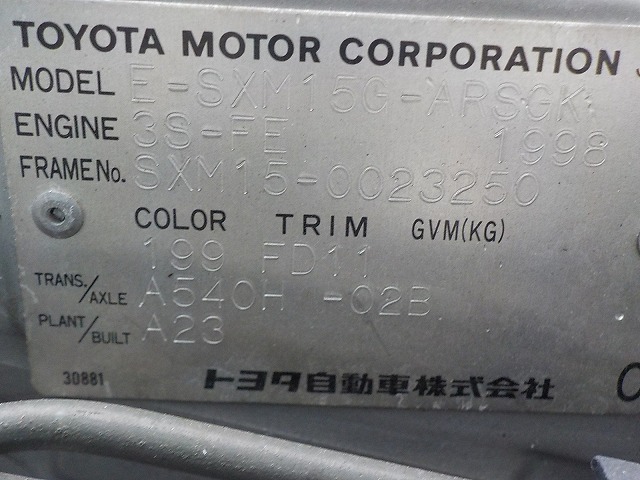 TOYOTA MOTOR CORPORATION
MODEL E-SXM15G-APSGK
ENGINE 3S-FE 1998
FRAME No. SXM15-0023250
COLOR TRIM GVM(KG)
199 FD11
TRANS./AXLE A540H -02B
PLANT/BUILT A23
30881 トヨタ自動車株式会社